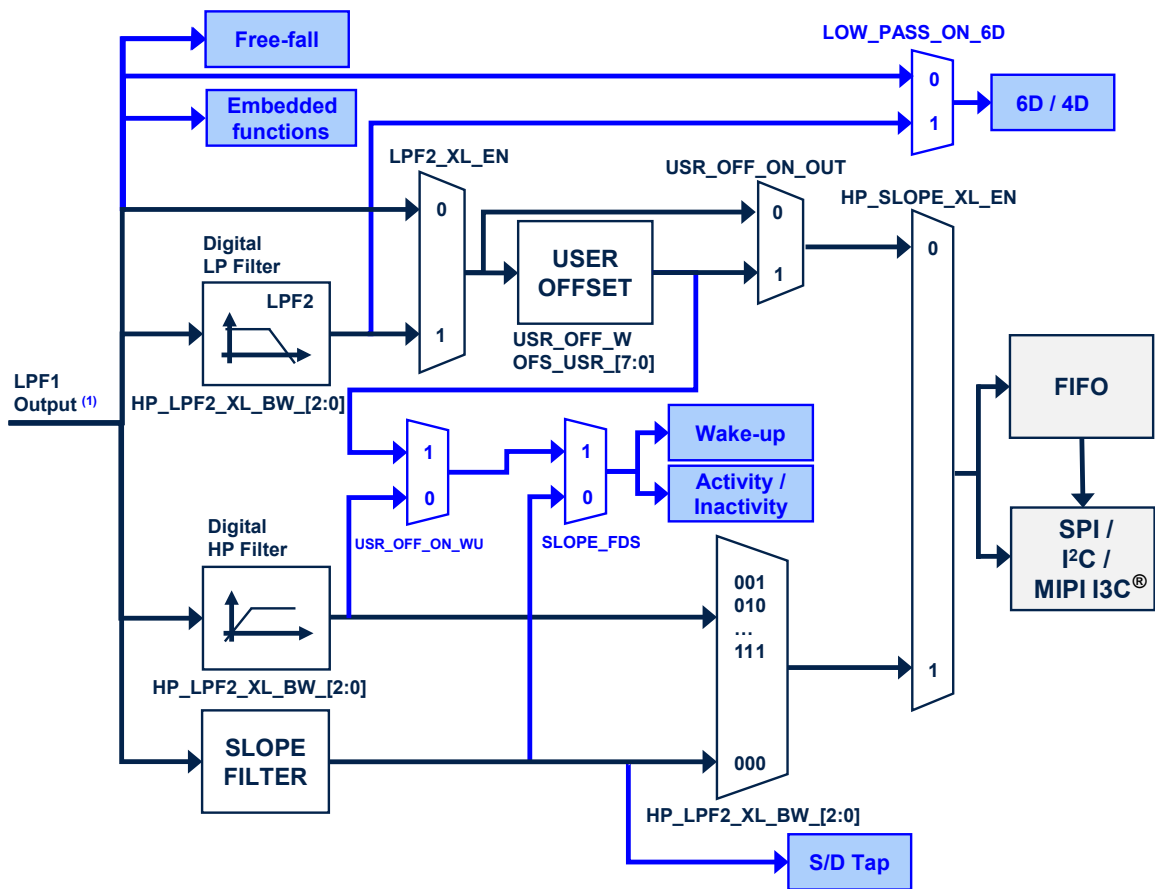 Free-fall
LOW_PASS_ON_6D
0
6D / 4D
1
Embedded
functions
LPF2_XL_EN
USR_OFF_ON_OUT
HP_SLOPE_XL_EN
0
0
0
Digital
LP Filter
LPF2
USER
OFFSET
1
1
USR_OFF_W
OFS_USR_[7:0]
LPF1
Output (1)
HP_LPF2_XL_BW_[2:0]
FIFO
1
0
1
0
Wake-up
Activity /
Inactivity
USR_OFF_ON_WU
SLOPE_FDS
Digital
HP Filter
SPI /
I²C /
MIPI I3C®
001
010
...
111
1
HP_LPF2_XL_BW_[2:0]
SLOPE
FILTER
000
HP_LPF2_XL_BW_[2:0]
S/D Tap